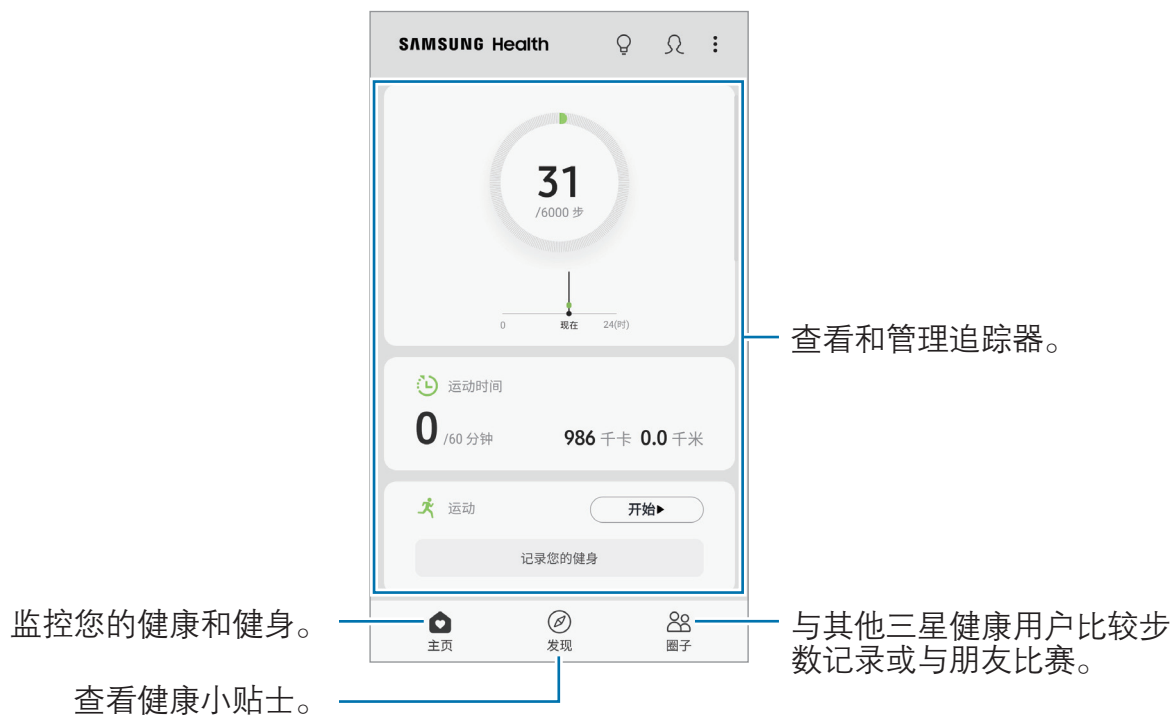 SAMSUNG Health
31
/6000 步
0 现在 24(时)
查看和管理追踪器。
运动时间
0 /60 分钟 986 千卡 0.0 千米
运动 开始▶
记录您的健身
监控您的健康和健身。
主页 发现 圈子
与其他三星健康用户比较步
数记录或与朋友比赛。
查看健康小贴士。